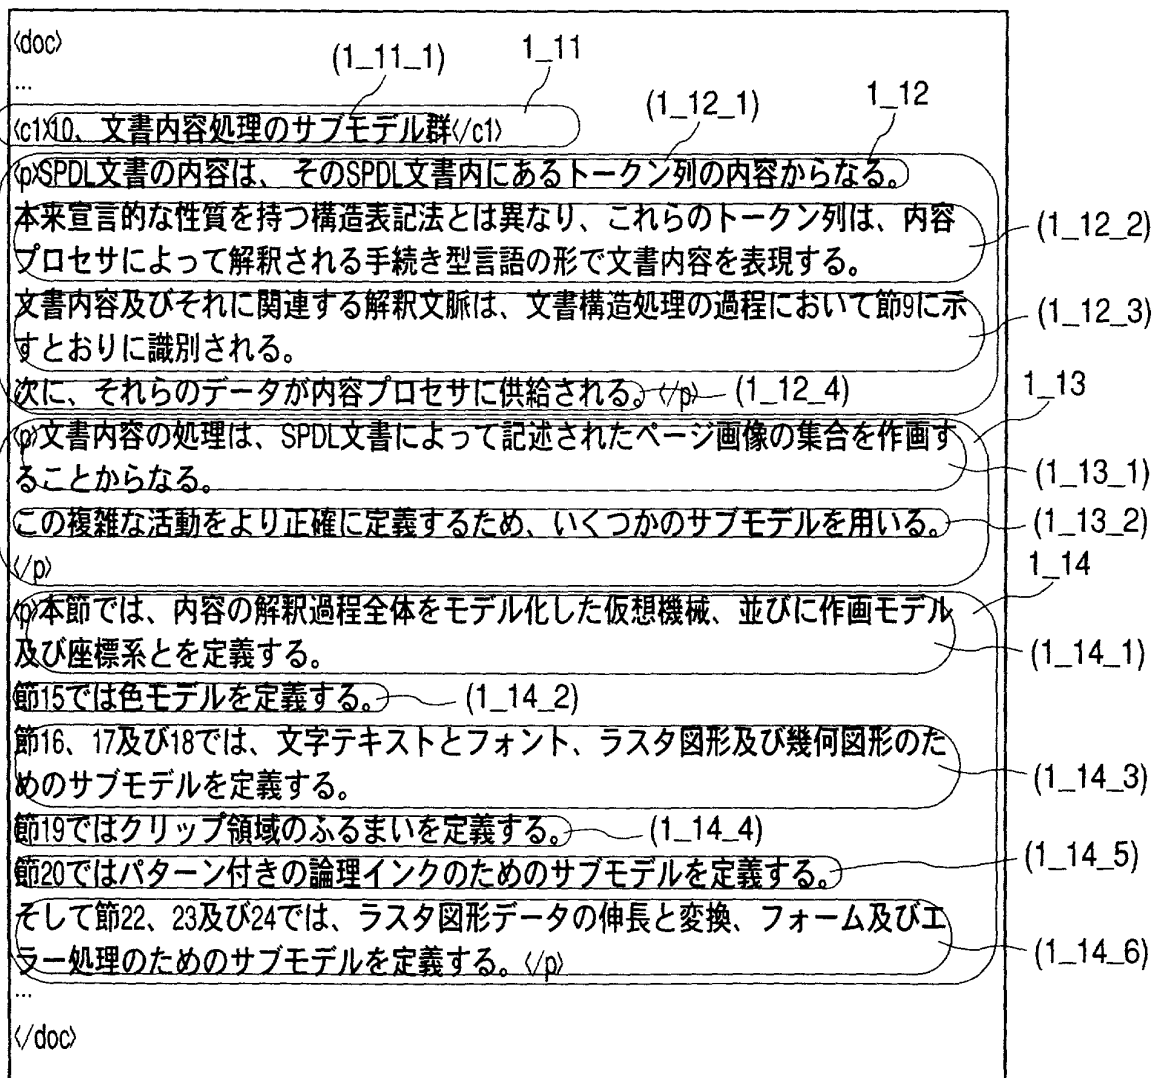 <doc>
(1_11_1) 1_11
...
(1_12_1) 1_12
<c1>10、文書内容処理のサブモデル群</c1>
<p>SPDL文書の内容は、そのSPDL文書内にあるトークン列の内容からなる。
本来宣言的な性質を持つ構造表記法とは異なり、これらのトークン列は、内容 (1_12_2)
プロセサによって解釈される手続き型言語の形で文書内容を表現する。
文書内容及びそれに関連する解釈文脈は、文書構造処理の過程において節9に示 (1_12_3)
すとおりに識別される。
次に、それらのデータが内容プロセサに供給される。</p> (1_12_4)
1_13
<p>文書内容の処理は、SPDL文書によって記述されたページ画像の集合を作画す
ることからなる。 (1_13_1)
この複雑な活動をより正確に定義するため、いくつかのサブモデルを用いる。 (1_13_2)
</p> 1_14
<p>本節では、内容の解釈過程全体をモデル化した仮想機械、並びに作画モデル
及び座標系とを定義する。 (1_14_1)
節15では色モデルを定義する。 (1_14_2)
節16、17及び18では、文字テキストとフォント、ラスタ図形及び幾何図形のた
めのサブモデルを定義する。 (1_14_3)
節19ではクリップ領域のふるまいを定義する。 (1_14_4)
節20ではパターン付きの論理インクのためのサブモデルを定義する。 (1_14_5)
そして節22、23及び24では、ラスタ図形データの伸長と変換、フォーム及びエ
ラー処理のためのサブモデルを定義する。</p> (1_14_6)
...
</doc>